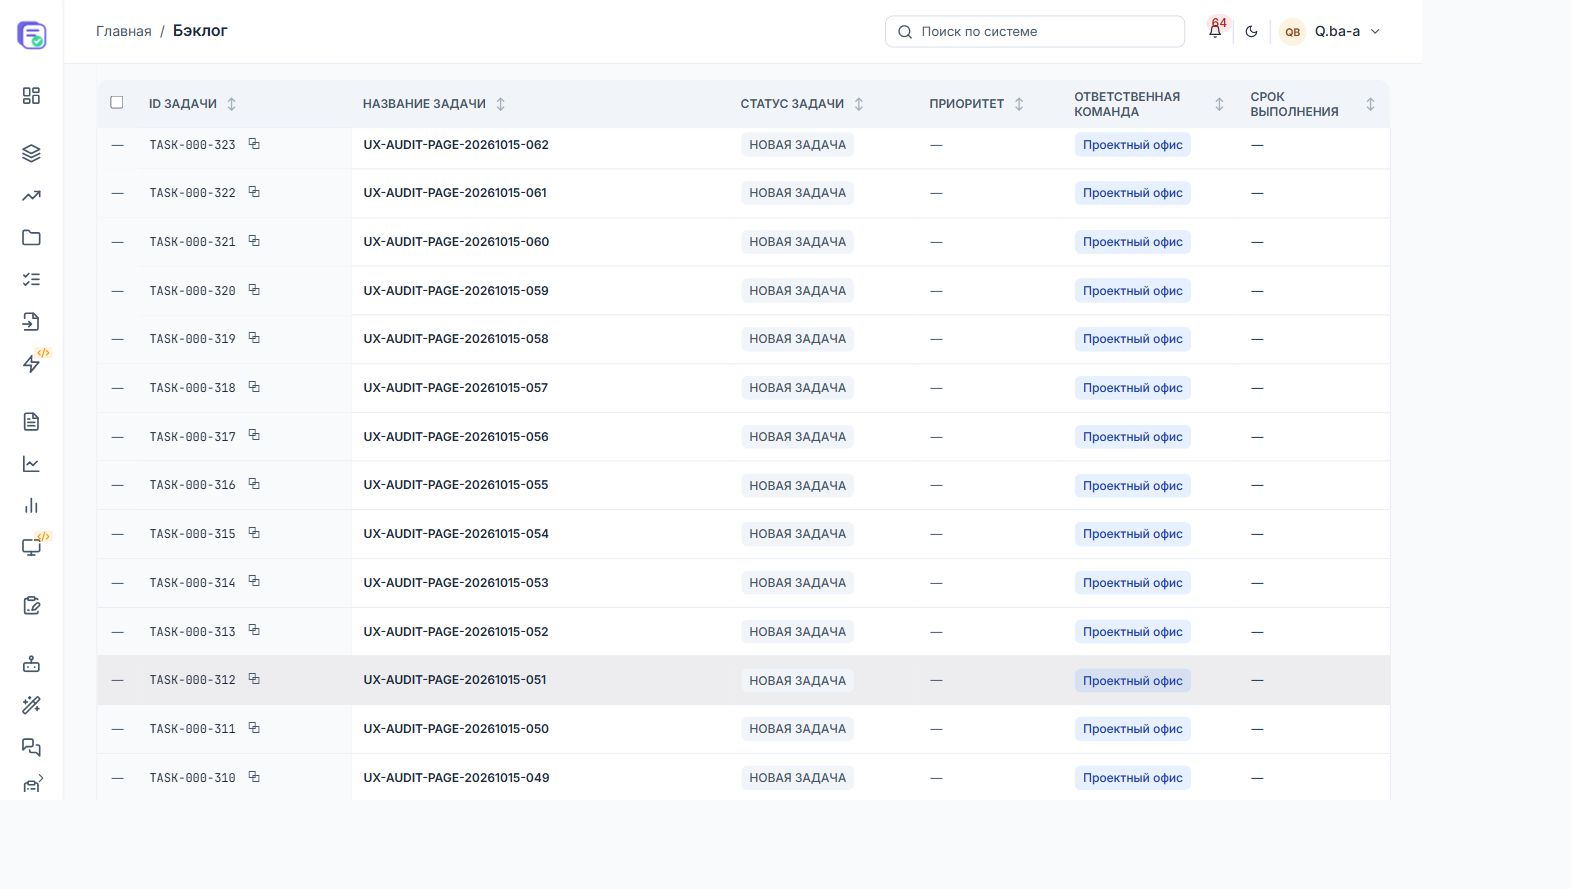 Главная / Бэклог
Поиск по системе
64
QB
Q.ba-a
ID ЗАДАЧИ НАЗВАНИЕ ЗАДАЧИ СТАТУС ЗАДАЧИ ПРИОРИТЕТ ОТВЕТСТВЕННАЯ КОМАНДА СРОК ВЫПОЛНЕНИЯ
— TASK-000-323 UX-AUDIT-PAGE-20261015-062 НОВАЯ ЗАДАЧА — Проектный офис —
— TASK-000-322 UX-AUDIT-PAGE-20261015-061 НОВАЯ ЗАДАЧА — Проектный офис —
— TASK-000-321 UX-AUDIT-PAGE-20261015-060 НОВАЯ ЗАДАЧА — Проектный офис —
— TASK-000-320 UX-AUDIT-PAGE-20261015-059 НОВАЯ ЗАДАЧА — Проектный офис —
— TASK-000-319 UX-AUDIT-PAGE-20261015-058 НОВАЯ ЗАДАЧА — Проектный офис —
— TASK-000-318 UX-AUDIT-PAGE-20261015-057 НОВАЯ ЗАДАЧА — Проектный офис —
— TASK-000-317 UX-AUDIT-PAGE-20261015-056 НОВАЯ ЗАДАЧА — Проектный офис —
— TASK-000-316 UX-AUDIT-PAGE-20261015-055 НОВАЯ ЗАДАЧА — Проектный офис —
— TASK-000-315 UX-AUDIT-PAGE-20261015-054 НОВАЯ ЗАДАЧА — Проектный офис —
— TASK-000-314 UX-AUDIT-PAGE-20261015-053 НОВАЯ ЗАДАЧА — Проектный офис —
— TASK-000-313 UX-AUDIT-PAGE-20261015-052 НОВАЯ ЗАДАЧА — Проектный офис —
— TASK-000-312 UX-AUDIT-PAGE-20261015-051 НОВАЯ ЗАДАЧА — Проектный офис —
— TASK-000-311 UX-AUDIT-PAGE-20261015-050 НОВАЯ ЗАДАЧА — Проектный офис —
— TASK-000-310 UX-AUDIT-PAGE-20261015-049 НОВАЯ ЗАДАЧА — Проектный офис —